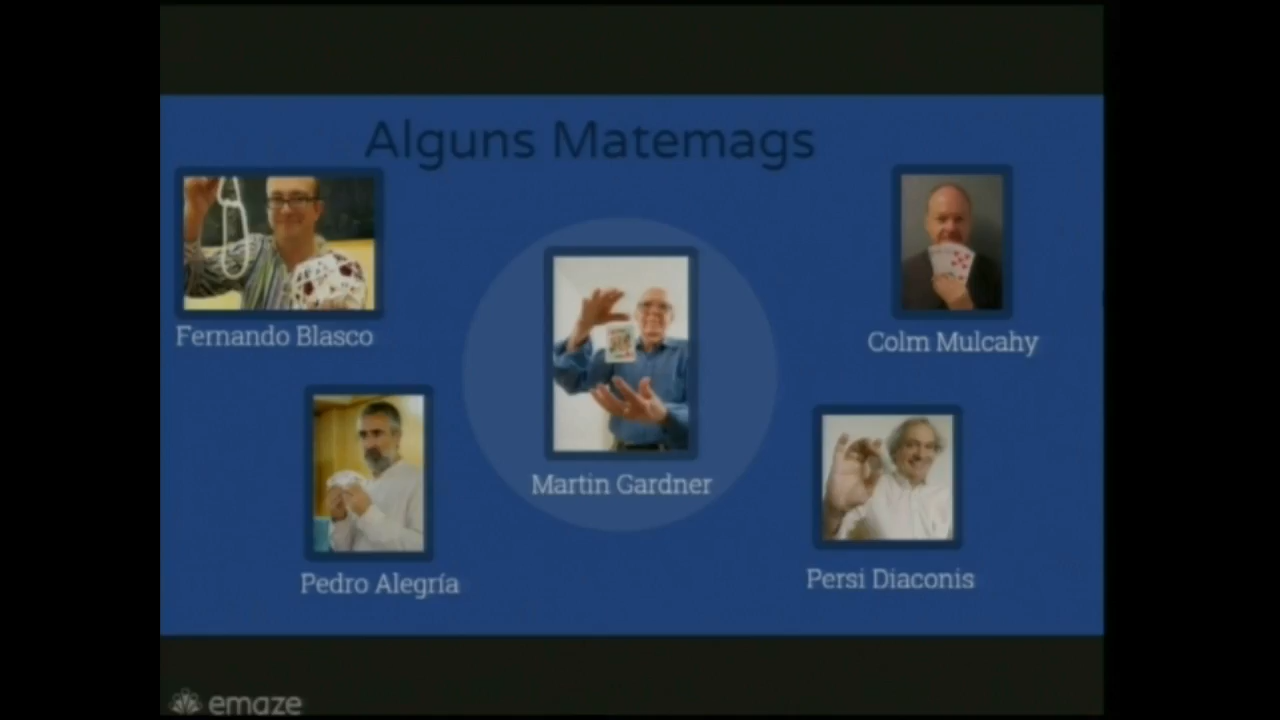 Alguns Matemags
Fernando Blasco
Colm Mulcahy
Martin Gardner
Pedro Alegría
Persi Diaconis
emaze